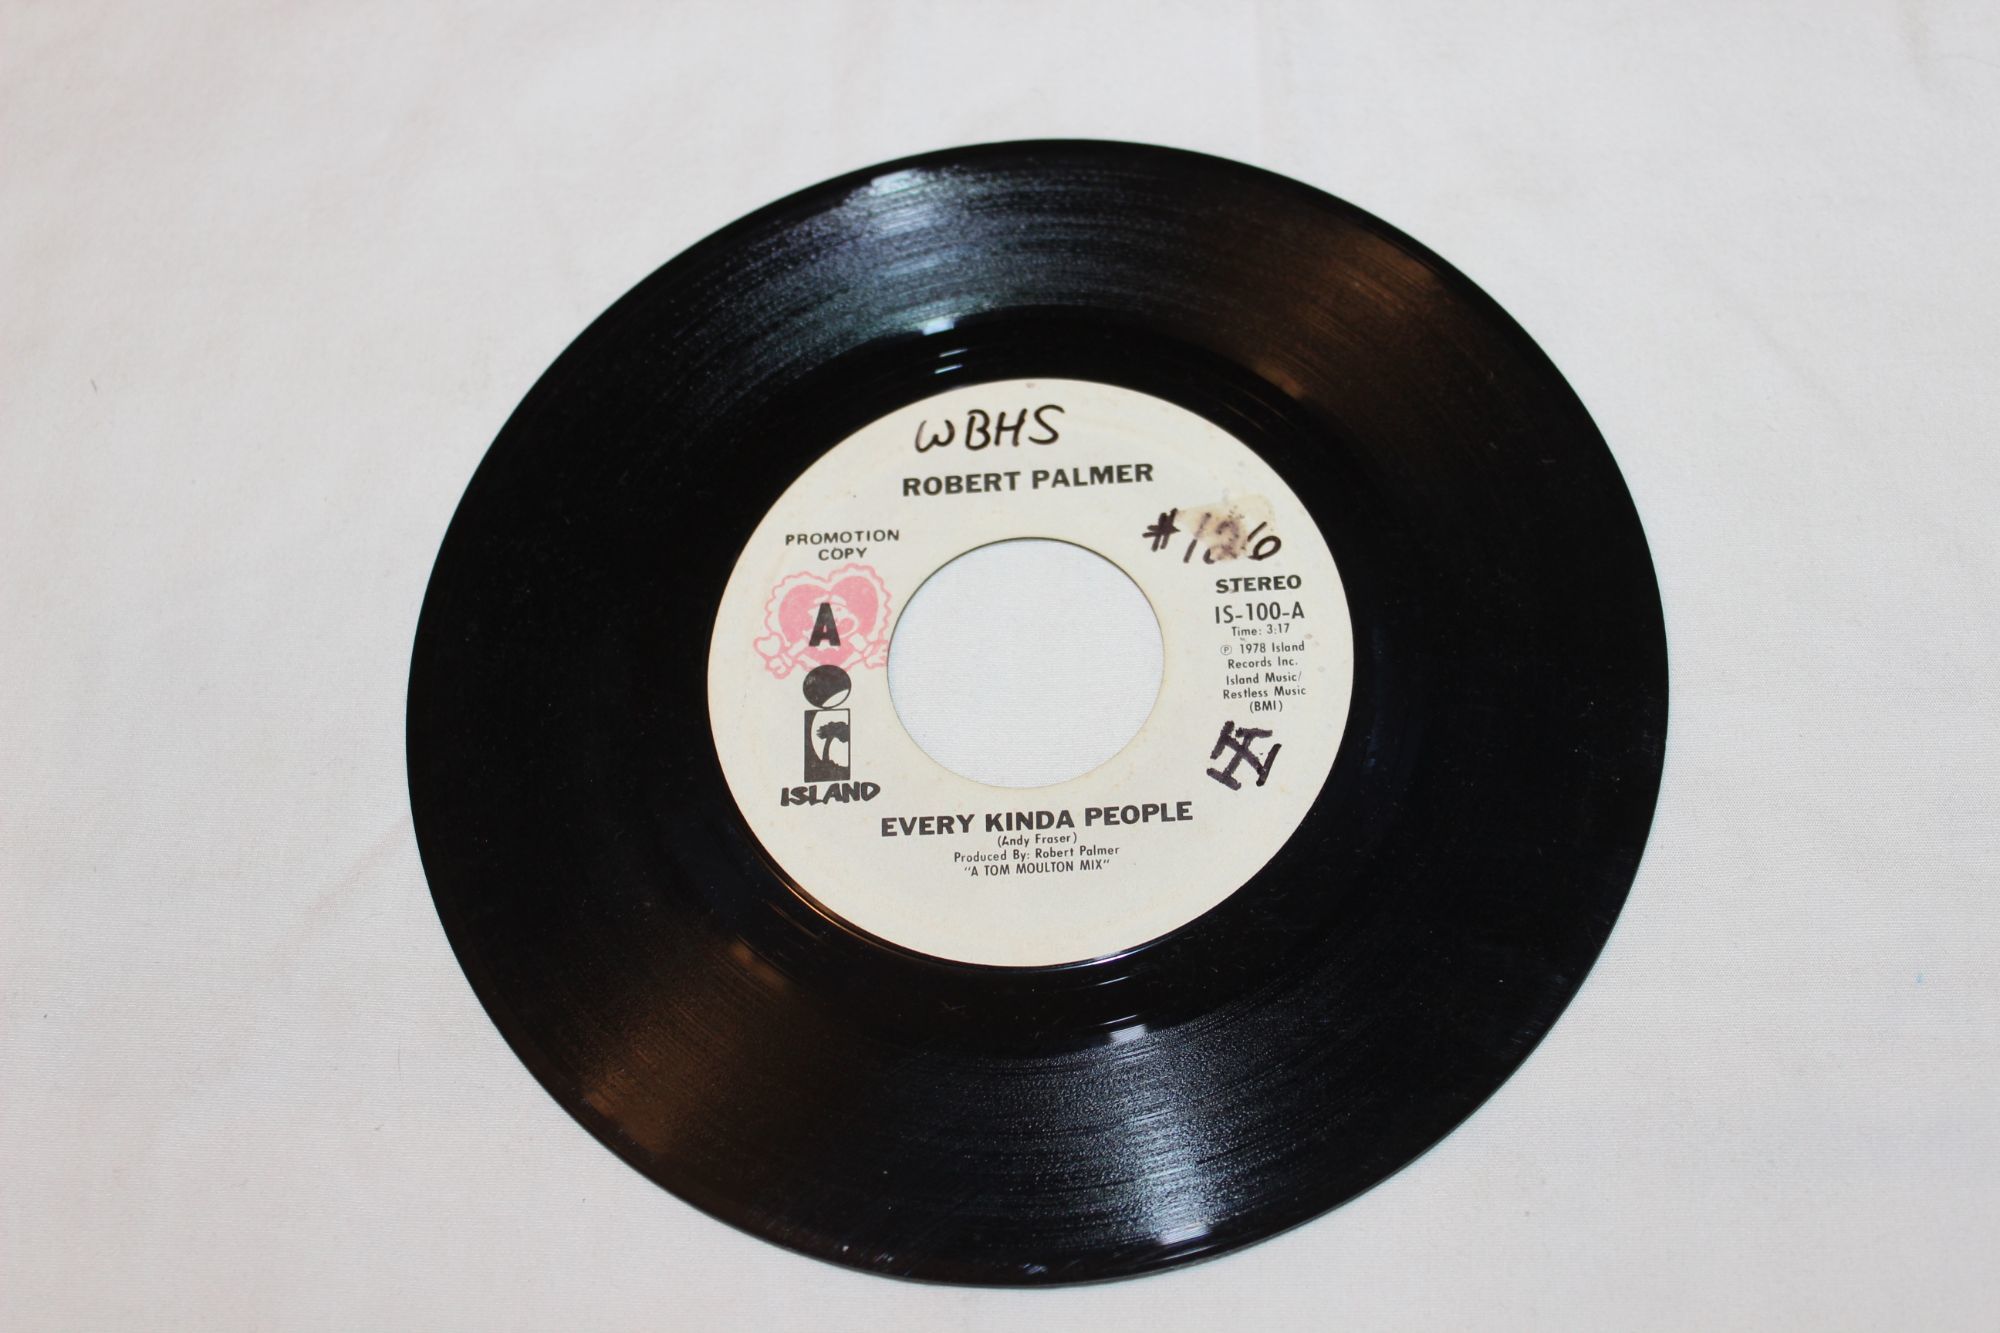 WBHS
ROBERT PALMER
PROMOTION
COPY
#126
A
STEREO
IS-100-A
Time: 3:17
℗ 1978 Island
Records Inc.
Island Music/
Restless Music
(BMI)
ISLAND
EVERY KINDA PEOPLE
(Andy Fraser)
Produced By: Robert Palmer
"A TOM MOULTON MIX"